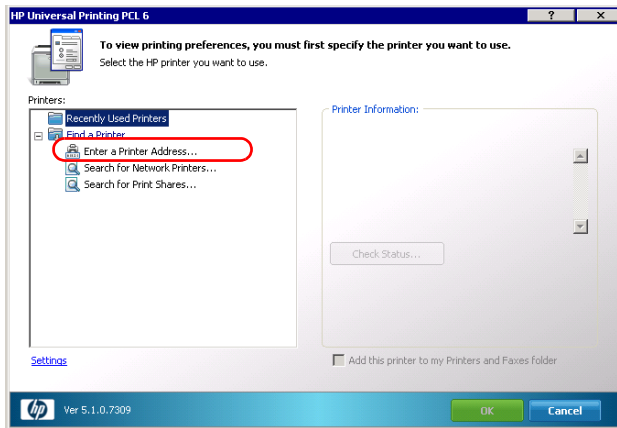 HP Universal Printing PCL 6
? X
To view printing preferences, you must first specify the printer you want to use.
Select the HP printer you want to use.
Printers:
Recently Used Printers
Find a Printer
Enter a Printer Address...
Search for Network Printers...
Search for Print Shares...
Printer Information:
Check Status...
Settings
Add this printer to my Printers and Faxes folder
hp
Ver 5.1.0.7309
OK
Cancel